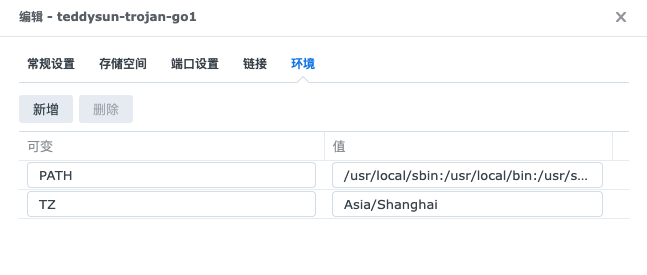 编辑 - teddysun-trojan-go1
常规设置 存储空间 端口设置 链接 环境
新增 删除
可变 值
PATH /usr/local/sbin:/usr/local/bin:/usr/s...
TZ Asia/Shanghai